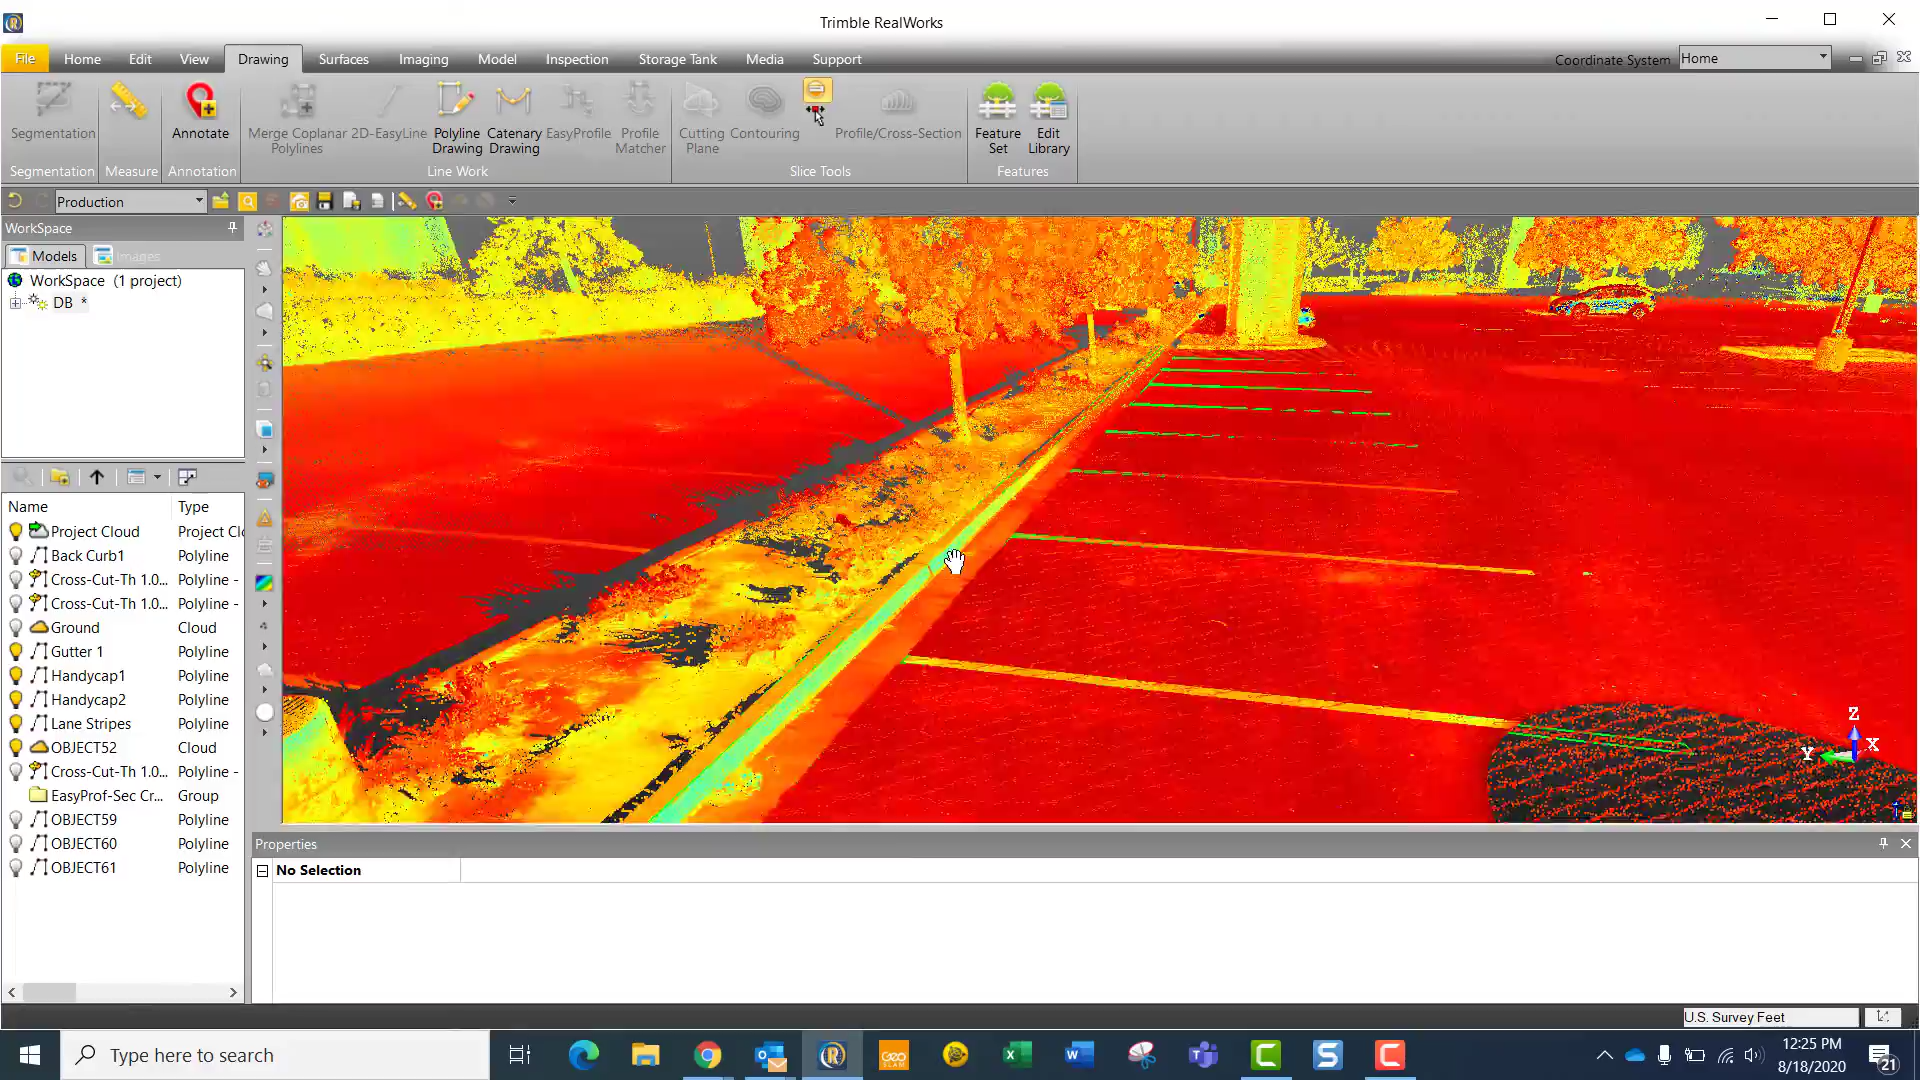 Trimble RealWorks
File Home Edit View Drawing Surfaces Imaging Model Inspection Storage Tank Media Support Coordinate System Home
Segmentation Annotate Merge Coplanar Polylines 2D-EasyLine Polyline Drawing Catenary Drawing EasyProfile Profile Matcher Cutting Plane Contouring Profile/Cross-Section Feature Set Edit Library
Segmentation Measure Annotation Line Work Slice Tools Features
Production
WorkSpace
Models Images
WorkSpace (1 project)
DB *
Name Type
Project Cloud Project Cl
Back Curb1 Polyline
Cross-Cut-Th 1.0... Polyline -
Cross-Cut-Th 1.0... Polyline -
Ground Cloud
Gutter 1 Polyline
Handycap1 Polyline
Handycap2 Polyline
Lane Stripes Polyline
OBJECT52 Cloud
Cross-Cut-Th 1.0... Polyline -
EasyProf-Sec Cr... Group
OBJECT59 Polyline
OBJECT60 Polyline
OBJECT61 Polyline
Z
Y X
Properties
No Selection
U.S. Survey Feet
Type here to search
GEO
SLAM
12:25 PM
8/18/2020
21